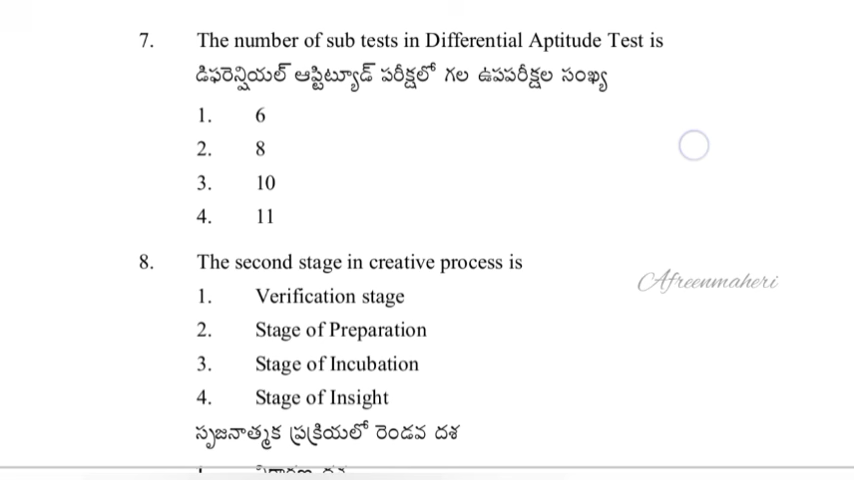 7. The number of sub tests in Differential Aptitude Test is
డిఫరెన్షియల్ ఆప్టిట్యూడ్ పరీక్షలో గల ఉపపరీక్షల సంఖ్య
1. 6
2. 8
3. 10
4. 11
8. The second stage in creative process is
Afreenmaheri
1. Verification stage
2. Stage of Preparation
3. Stage of Incubation
4. Stage of Insight
సృజనాత్మక ప్రక్రియలో రెండవ దశ